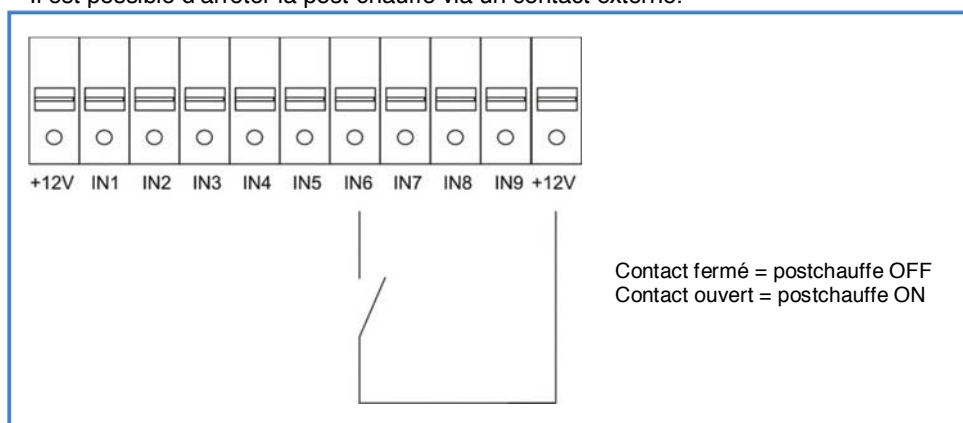 Il est possible d'arrêter la post-chauffe via un contact externe.
+12V IN1 IN2 IN3 IN4 IN5 IN6 IN7 IN8 IN9 +12V
Contact fermé = postchauffe OFF
Contact ouvert = postchauffe ON